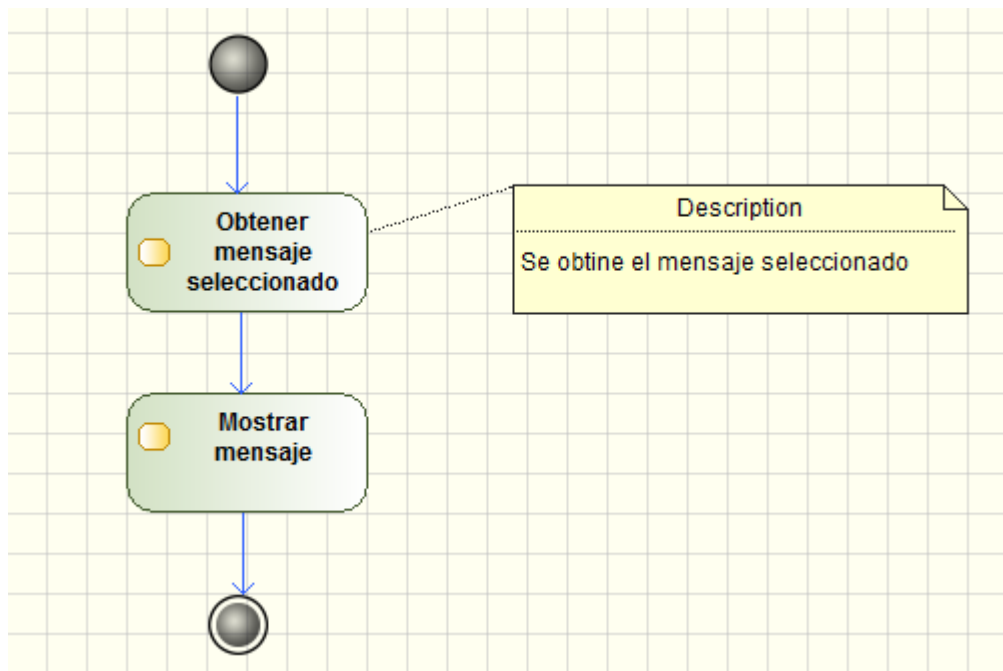 Obtener
mensaje
seleccionado
Description
Se obtine el mensaje seleccionado
Mostrar
mensaje